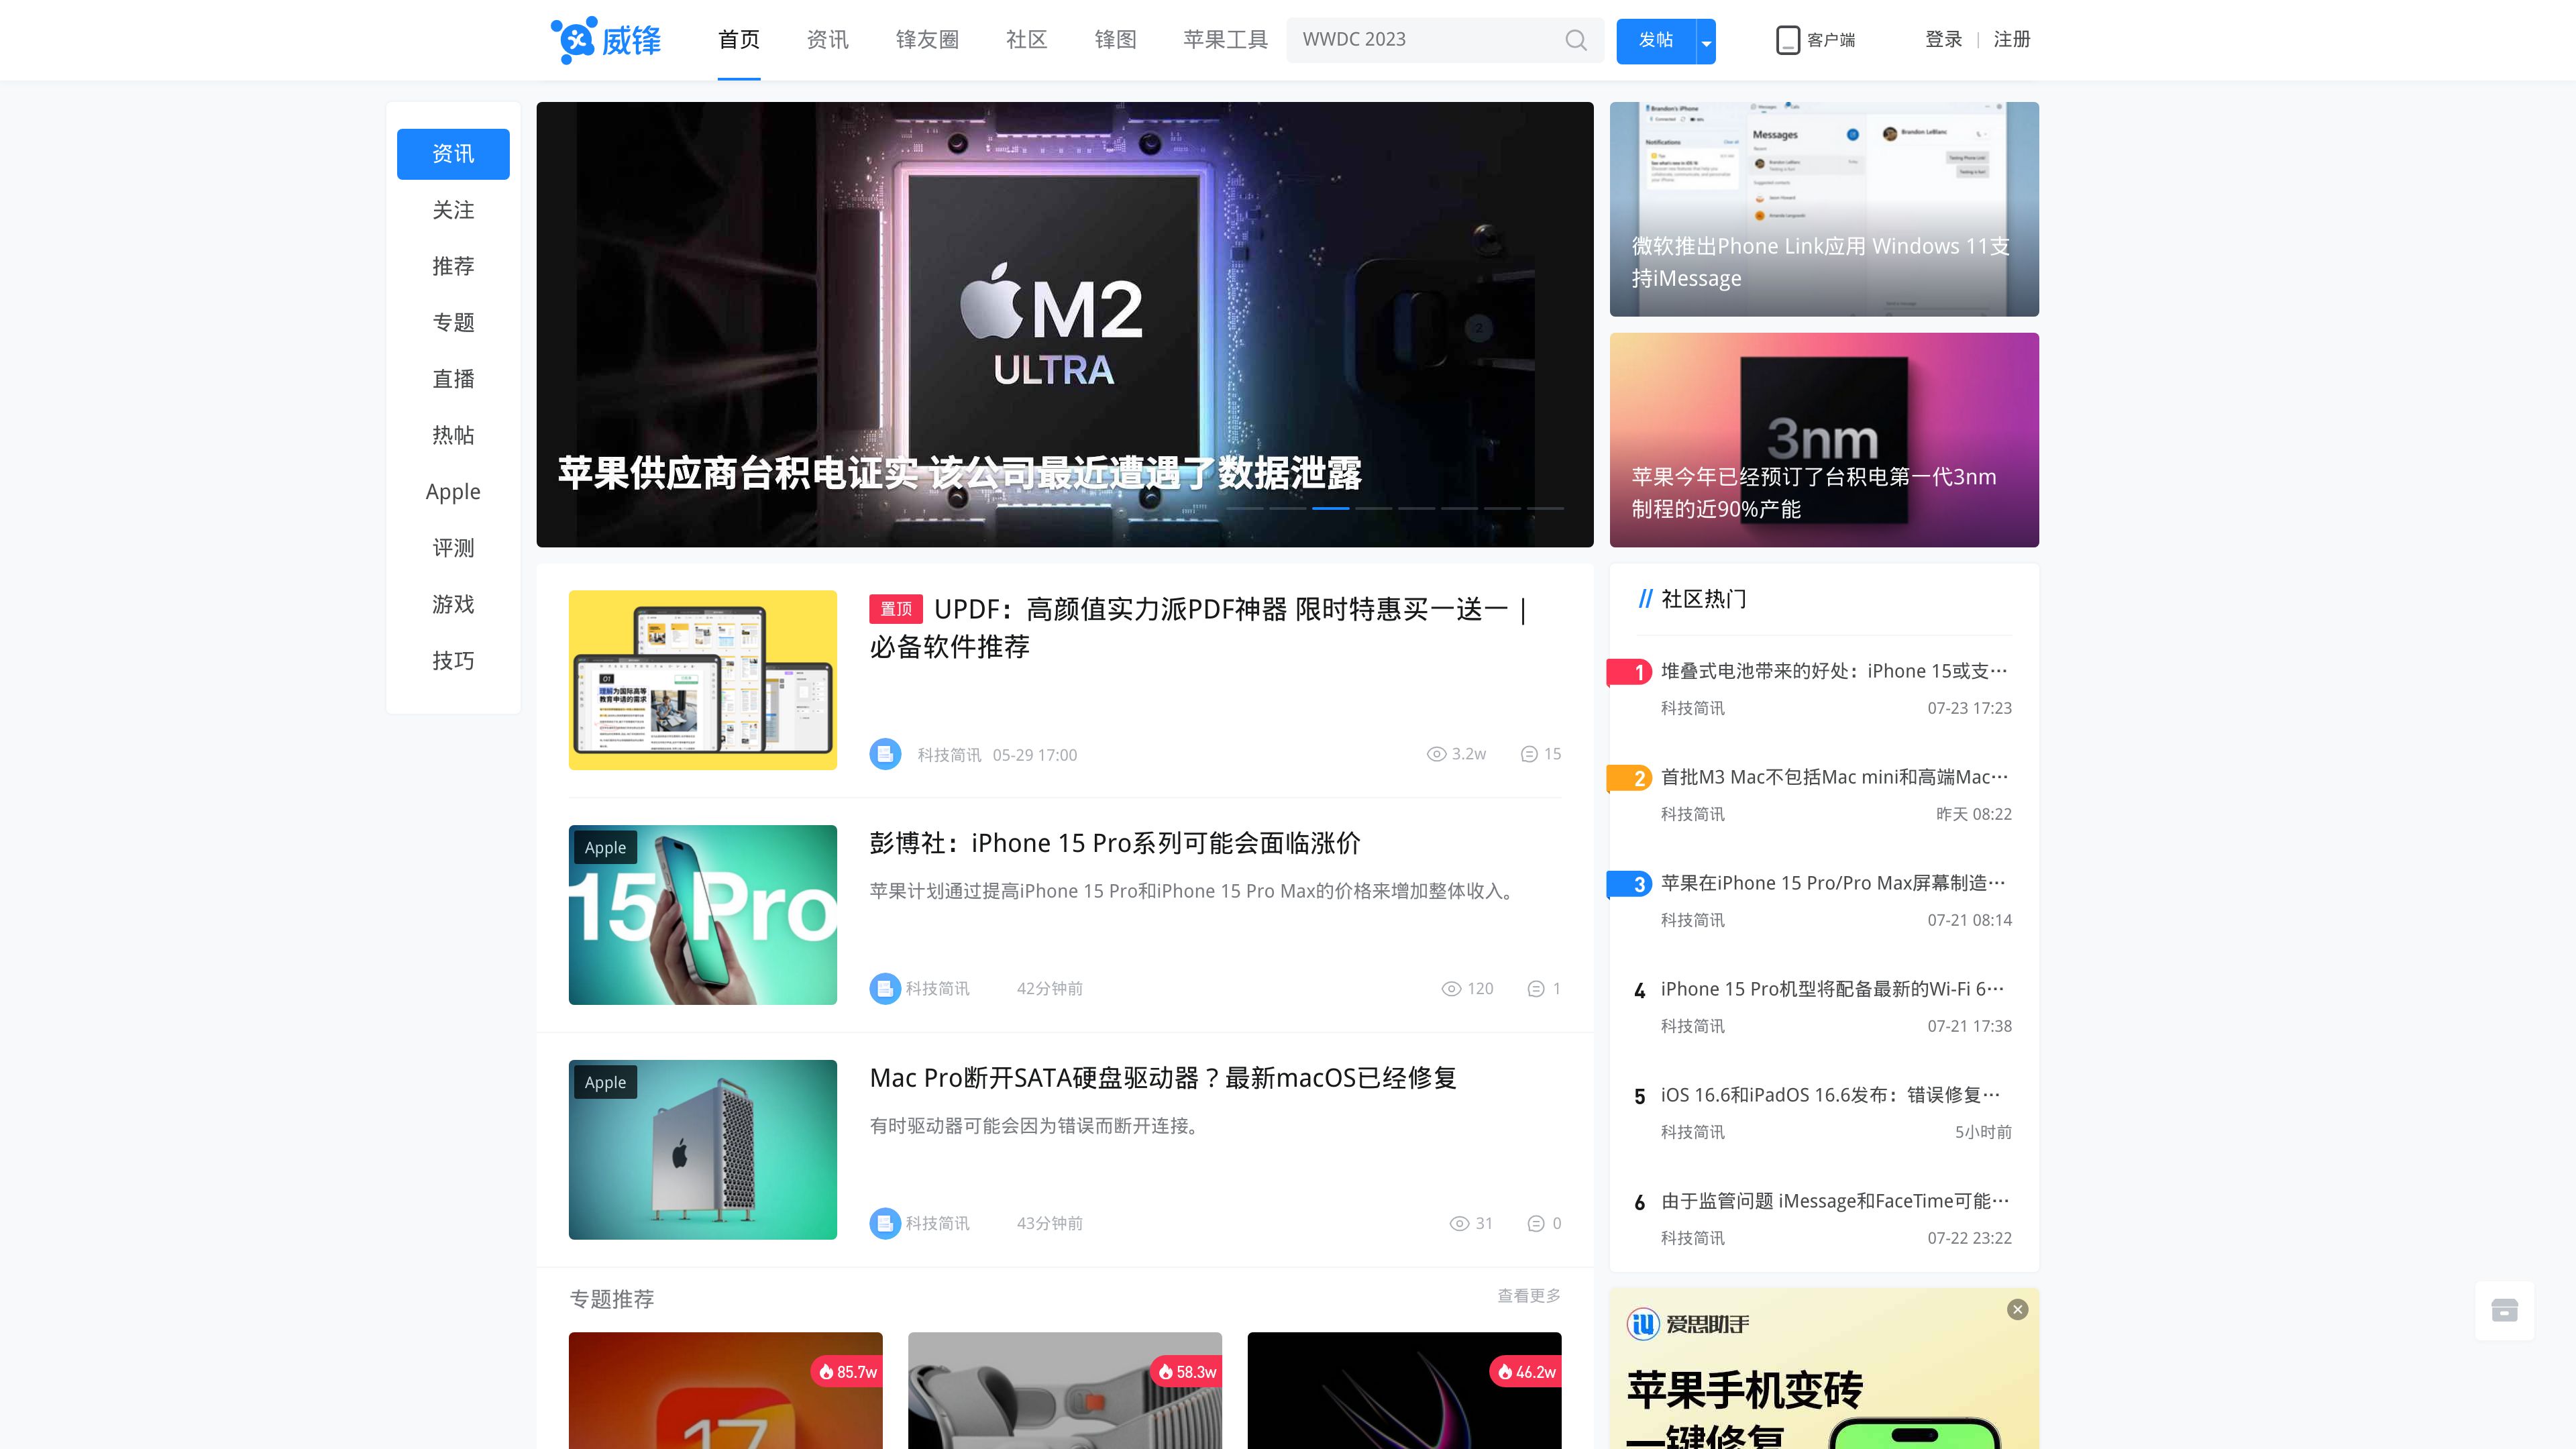 威锋
首页
资讯
锋友圈
社区
锋图
苹果工具
WWDC 2023
发帖
客户端
登录 | 注册
资讯
关注
推荐
专题
直播
热帖
Apple
评测
游戏
技巧
M2
ULTRA
苹果供应商台积电证实 该公司最近遭遇了数据泄露
Brandon's iPhone
Messages
Notifications
Brandon LeBlanc
微软推出Phone Link应用 Windows 11支
持iMessage
3nm
苹果今年已经预订了台积电第一代3nm
制程的近90%产能
置顶 UPDF：高颜值实力派PDF神器 限时特惠买一送一 |
必备软件推荐
01
理解为国际高等
教育申请的需求
科技简讯 05-29 17:00
3.2w
15
Apple
15 Pro
彭博社：iPhone 15 Pro系列可能会面临涨价
苹果计划通过提高iPhone 15 Pro和iPhone 15 Pro Max的价格来增加整体收入。
科技简讯 42分钟前
120
1
Apple
Mac Pro断开SATA硬盘驱动器？最新macOS已经修复
有时驱动器可能会因为错误而断开连接。
科技简讯 43分钟前
31
0
专题推荐
查看更多
85.7w
17
58.3w
46.2w
// 社区热门
1 堆叠式电池带来的好处：iPhone 15或支…
科技简讯 07-23 17:23
2 首批M3 Mac不包括Mac mini和高端Mac…
科技简讯 昨天 08:22
3 苹果在iPhone 15 Pro/Pro Max屏幕制造…
科技简讯 07-21 08:14
4 iPhone 15 Pro机型将配备最新的Wi-Fi 6…
科技简讯 07-21 17:38
5 iOS 16.6和iPadOS 16.6发布：错误修复…
科技简讯 5小时前
6 由于监管问题 iMessage和FaceTime可能…
科技简讯 07-22 23:22
爱思助手
苹果手机变砖
一键修复